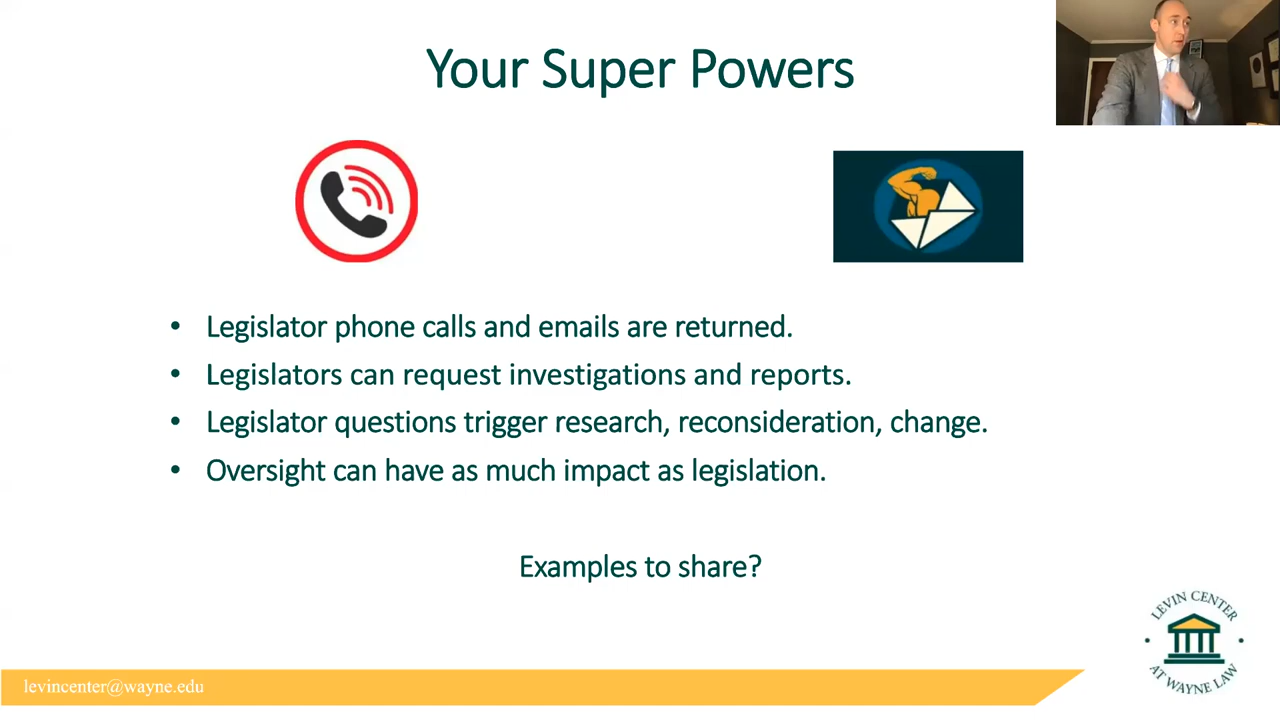 Your Super Powers
• Legislator phone calls and emails are returned.
• Legislators can request investigations and reports.
• Legislator questions trigger research, reconsideration, change.
• Oversight can have as much impact as legislation.
Examples to share?
LEVIN CENTER
AT WAYNE LAW
levincenter@wayne.edu